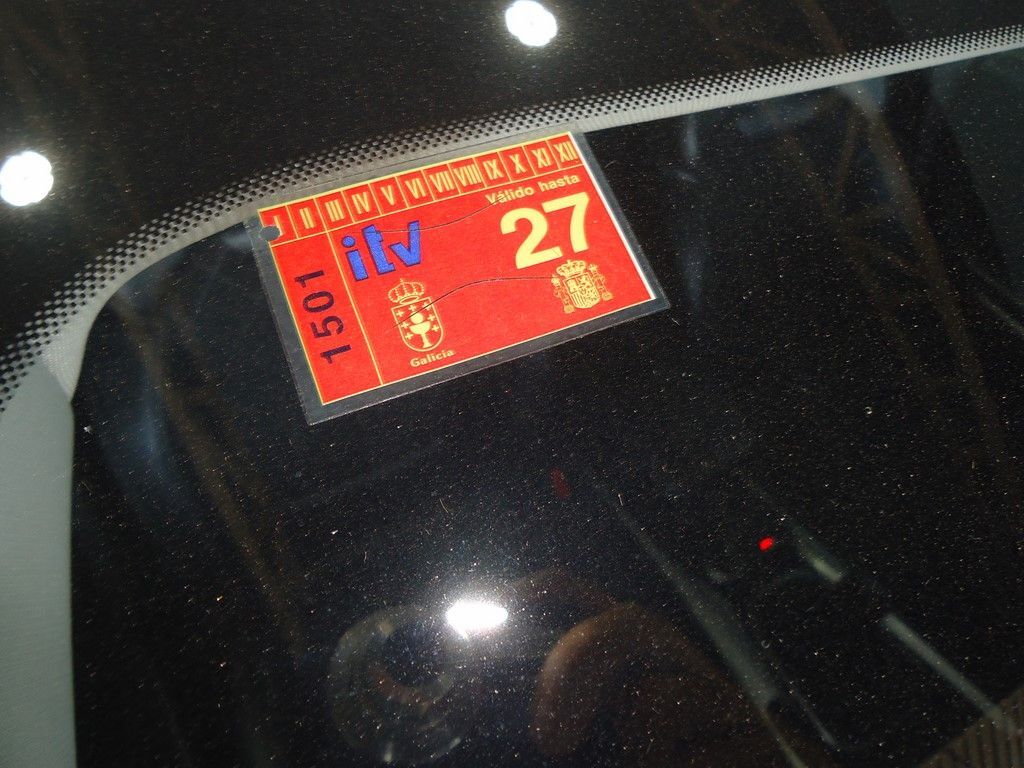 I II III IV V VI VII VIII IX X XI XII
Válido hasta
itv 27
1501
Galicia